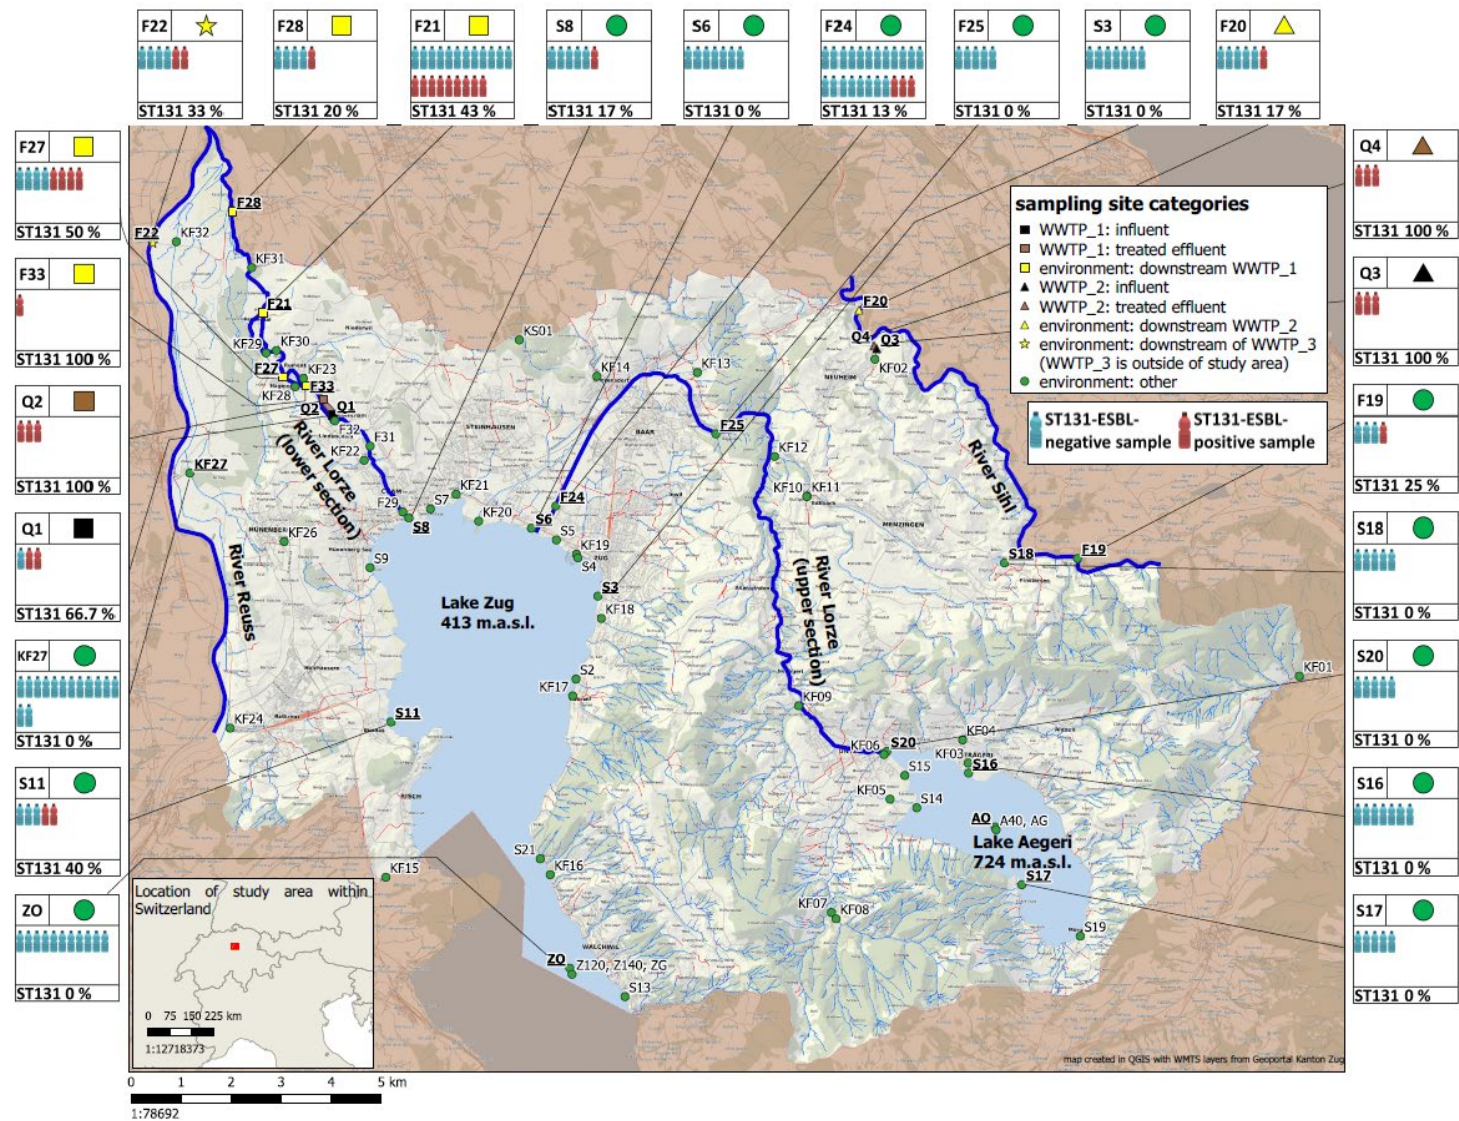 F22
F28
F21
S8
S6
F24
F25
S3
F20
ST131 33 %
ST131 20 %
ST131 43 %
ST131 17 %
ST131 0 %
ST131 13 %
ST131 0 %
ST131 0 %
ST131 17 %
F27
ST131 50 %
F33
ST131 100 %
Q2
ST131 100 %
Q1
ST131 66.7 %
KF27
ST131 0 %
S11
ST131 40 %
ZO
ST131 0 %
Q4
ST131 100 %
Q3
ST131 100 %
F19
ST131 25 %
S18
ST131 0 %
S20
ST131 0 %
S16
ST131 0 %
S17
ST131 0 %
sampling site categories
WWTP_1: influent
WWTP_1: treated effluent
environment: downstream WWTP_1
WWTP_2: influent
WWTP_2: treated effluent
environment: downstream WWTP_2
environment: downstream of WWTP_3
(WWTP_3 is outside of study area)
environment: other
ST131-ESBL-
negative sample
ST131-ESBL-
positive sample
F28
F22
KF32
KF31
F21
KF29
KF30
F27
KF23
F33
KF28
Q2
Q1
F32
F31
KF22
KS01
KF14
KF13
F20
Q4
Q3
KF02
NEUHEIM
STEINHAUSEN
BAAR
F25
KF12
KF10
KF11
MENZINGEN
River Lorze
(lower section)
River Sihl
KF27
KF21
S7
F29
S8
KF20
F24
S6
S5
KF19
ZUG
S4
KF26
S9
S3
KF18
S18
F19
River Reuss
Lake Zug
413 m.a.s.l.
River Lorze
(upper section)
S2
KF17
KF01
KF24
S11
KF09
KF06
S20
KF04
KF03
S16
S15
KF05
S14
RISCH
AO
A40, AG
Lake Aegeri
724 m.a.s.l.
S21
KF16
KF15
S17
KF07
KF08
S19
WALCHWIL
ZO
Z120, Z140, ZG
S13
Location of study area within
Switzerland
0 75 150 225 km
1:12718373
map created in QGIS with WMTS layers from Geoportal Kanton Zug
0 1 2 3 4 5 km
1:78692